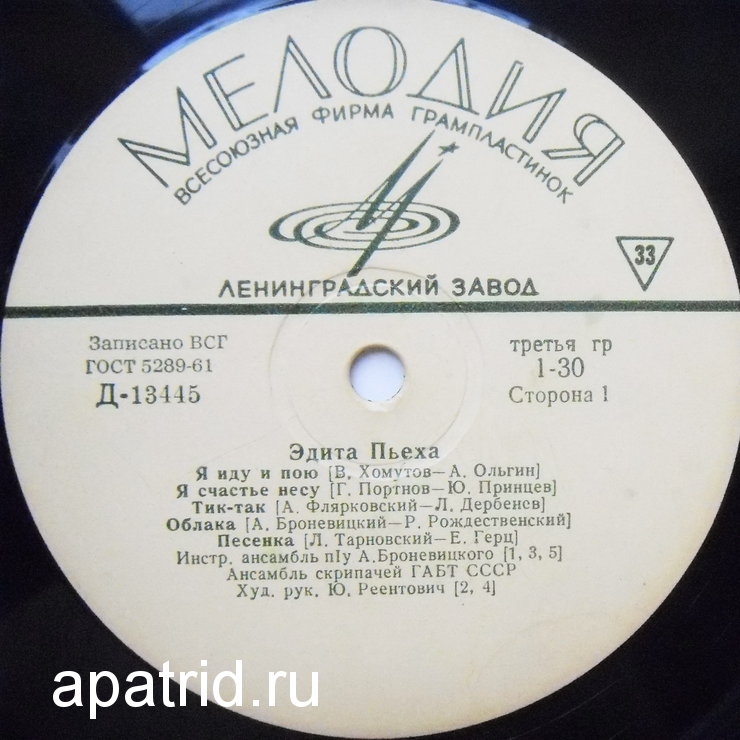 МЕЛОДИЯ
ВСЕСОЮЗНАЯ ФИРМА ГРАМПЛАСТИНОК
33
ЛЕНИНГРАДСКИЙ ЗАВОД
Записано ВСГ
ГОСТ 5289-61
Д-13445
третья гр
1-30
Сторона 1
Эдита Пьеха
Я иду и пою [В. Хомутов—А. Ольгин]
Я счастье несу [Г. Портнов—Ю. Принцев]
Тик-так [А. Флярковский—Л. Дербенев]
Облака [А. Броневицкий—Р. Рождественский]
Песенка [Л. Тарновский—Е. Герц]
Инстр. ансамбль пIу А.Броневицкого [1, 3, 5]
Ансамбль скрипачей ГАБТ СССР
Худ. рук. Ю. Реентович [2, 4]
apatrid.ru